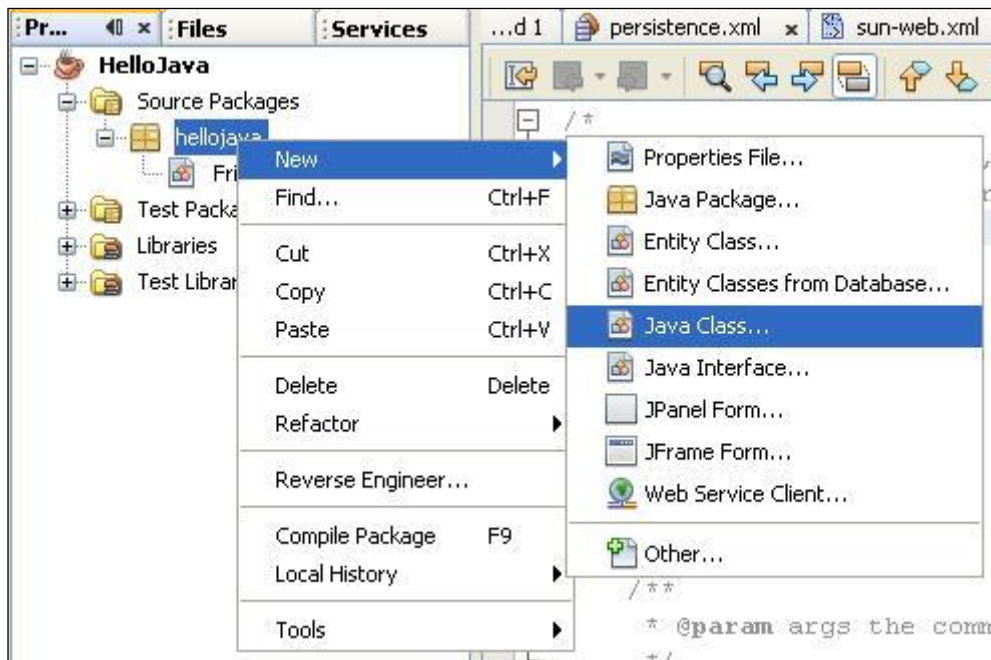 Pr...
Files
Services
...d 1
persistence.xml
sun-web.xml
HelloJava
Source Packages
hellojava
Fri
Test Packa
Libraries
Test Librar
New
Find... Ctrl+F
Cut Ctrl+X
Copy Ctrl+C
Paste Ctrl+V
Delete Delete
Refactor
Reverse Engineer...
Compile Package F9
Local History
Tools
Properties File...
Java Package...
Entity Class...
Entity Classes from Database...
Java Class...
Java Interface...
JPanel Form...
JFrame Form...
Web Service Client...
Other...
/*
/**
* @param args the comm
*/